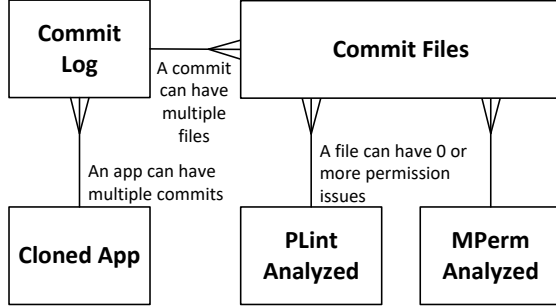 Commit
Log
Commit Files
A commit
can have
multiple
files
An app can have
multiple commits
A file can have 0 or
more permission
issues
Cloned App
PLint
Analyzed
MPerm
Analyzed